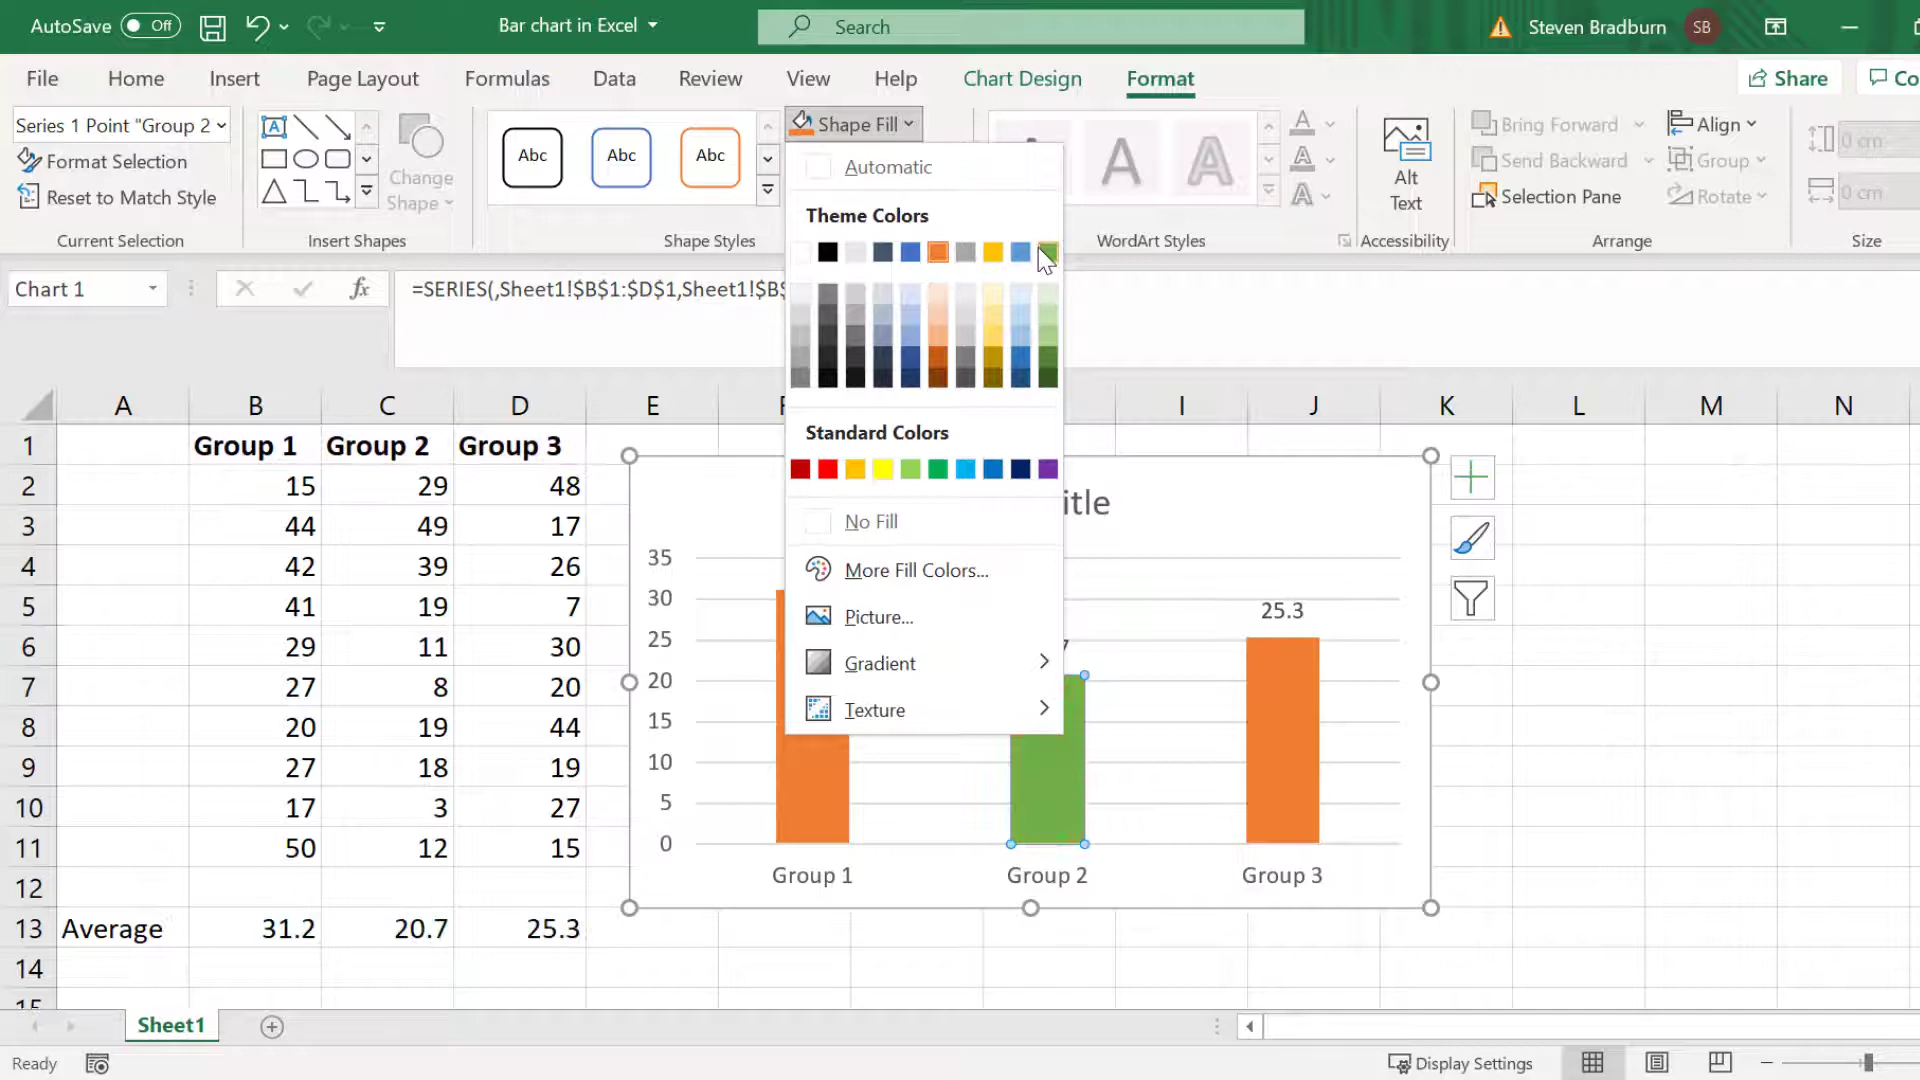 AutoSave Off Bar chart in Excel Search Steven Bradburn SB
File Home Insert Page Layout Formulas Data Review View Help Chart Design Format Share Co
Series 1 Point "Group 2
Format Selection
Reset to Match Style
Current Selection
Change
Shape
Insert Shapes
Abc Abc Abc
Shape Styles
Shape Fill
A A A
WordArt Styles
Alt
Text
Accessibility
Bring Forward
Send Backward
Selection Pane
Align
Group
Rotate
Arrange
0 cm
0 cm
Size
Automatic
Theme Colors
Standard Colors
No Fill
More Fill Colors...
Picture...
Gradient
Texture
Chart 1 fx =SERIES(,Sheet1!$B$1:$D$1,Sheet1!$B$
A B C D E F I J K L M N
1 Group 1 Group 2 Group 3
2 15 29 48
3 44 49 17
4 42 39 26
5 41 19 7
6 29 11 30
7 27 8 20
8 20 19 44
9 27 18 19
10 17 3 27
11 50 12 15
12
13 Average 31.2 20.7 25.3
14
15
itle
35
30
25
20
15
10
5
0
7
25.3
Group 1 Group 2 Group 3
Sheet1
Ready Display Settings